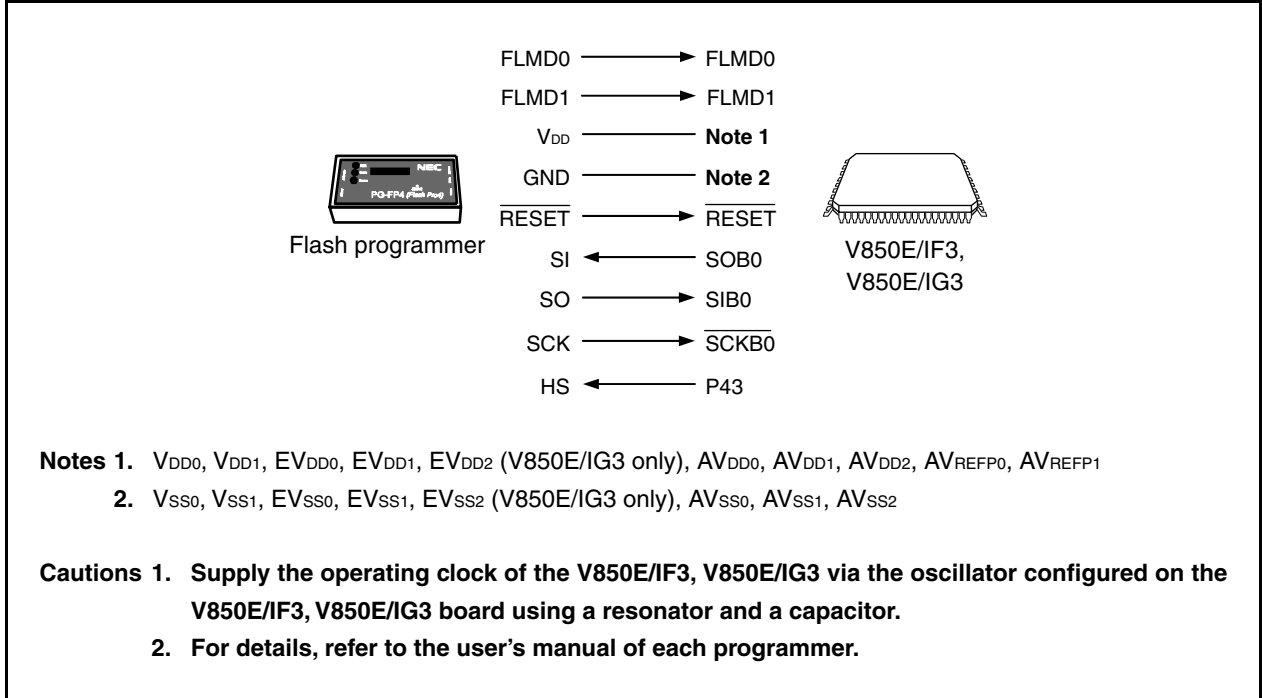 FLMD0 FLMD0
FLMD1 FLMD1
VDD Note 1
GND Note 2
NEC
PG-FP4 (Flash Pro4)
RESET RESET
Flash programmer
SI SOB0
SO SIB0
SCK SCKB0
HS P43
V850E/IF3,
V850E/IG3
Notes 1. VDD0, VDD1, EVDD0, EVDD1, EVDD2 (V850E/IG3 only), AVDD0, AVDD1, AVDD2, AVREFP0, AVREFP1
2. VSS0, VSS1, EVSS0, EVSS1, EVSS2 (V850E/IG3 only), AVSS0, AVSS1, AVSS2
Cautions 1. Supply the operating clock of the V850E/IF3, V850E/IG3 via the oscillator configured on the
V850E/IF3, V850E/IG3 board using a resonator and a capacitor.
2. For details, refer to the user's manual of each programmer.